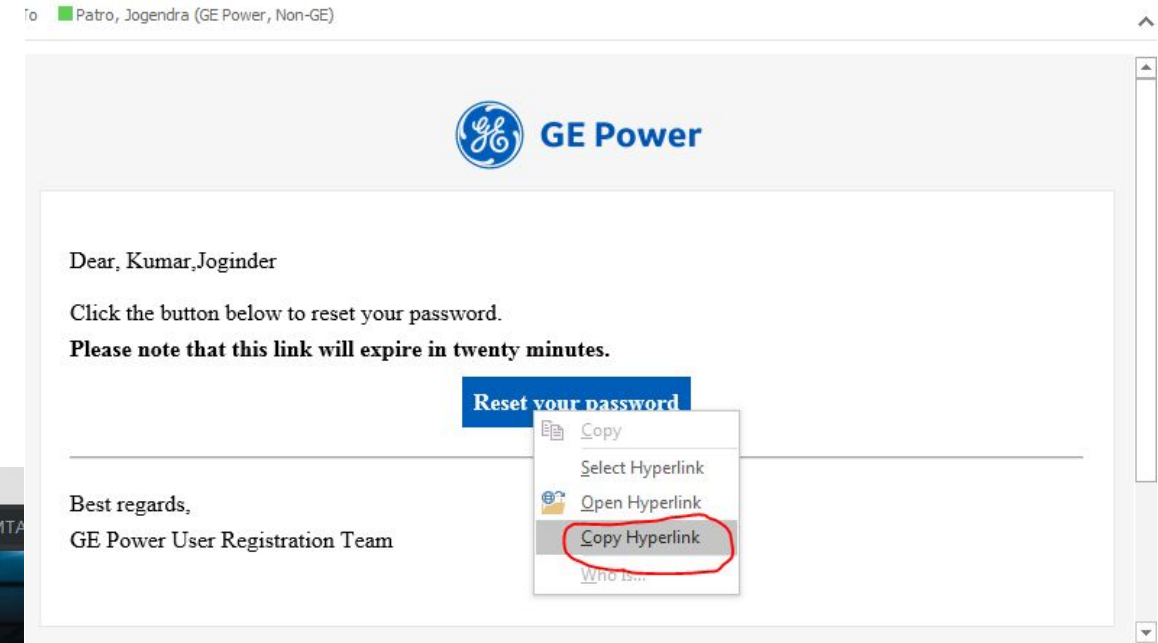 To Patro, Jogendra (GE Power, Non-GE)
GE Power
Dear, Kumar,Joginder
Click the button below to reset your password.
Please note that this link will expire in twenty minutes.
Reset your password
Copy
Select Hyperlink
Open Hyperlink
Copy Hyperlink
Who Is...
Best regards,
GE Power User Registration Team